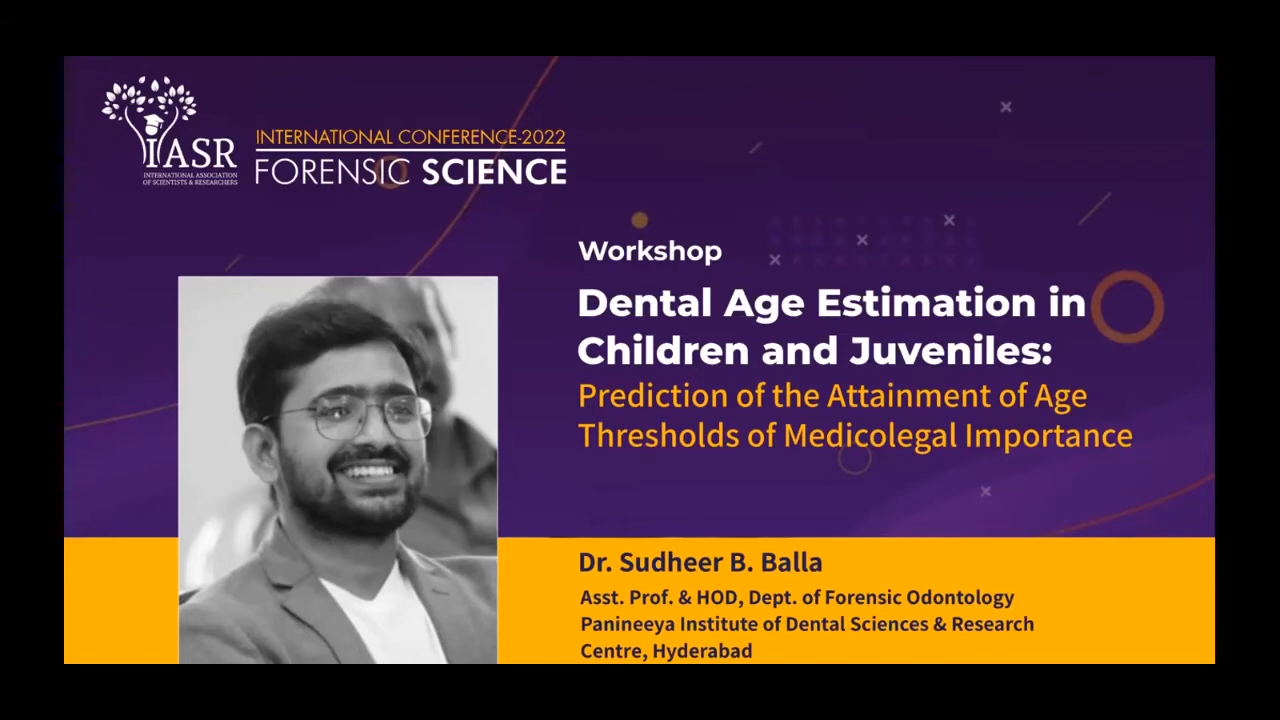 IASR
INTERNATIONAL ASSOCIATION
OF SCIENTISTS & RESEARCHERS
INTERNATIONAL CONFERENCE-2022
FORENSIC SCIENCE
Workshop
Dental Age Estimation in
Children and Juveniles:
Prediction of the Attainment of Age
Thresholds of Medicolegal Importance
Dr. Sudheer B. Balla
Asst. Prof. & HOD, Dept. of Forensic Odontology
Panineeya Institute of Dental Sciences & Research
Centre, Hyderabad